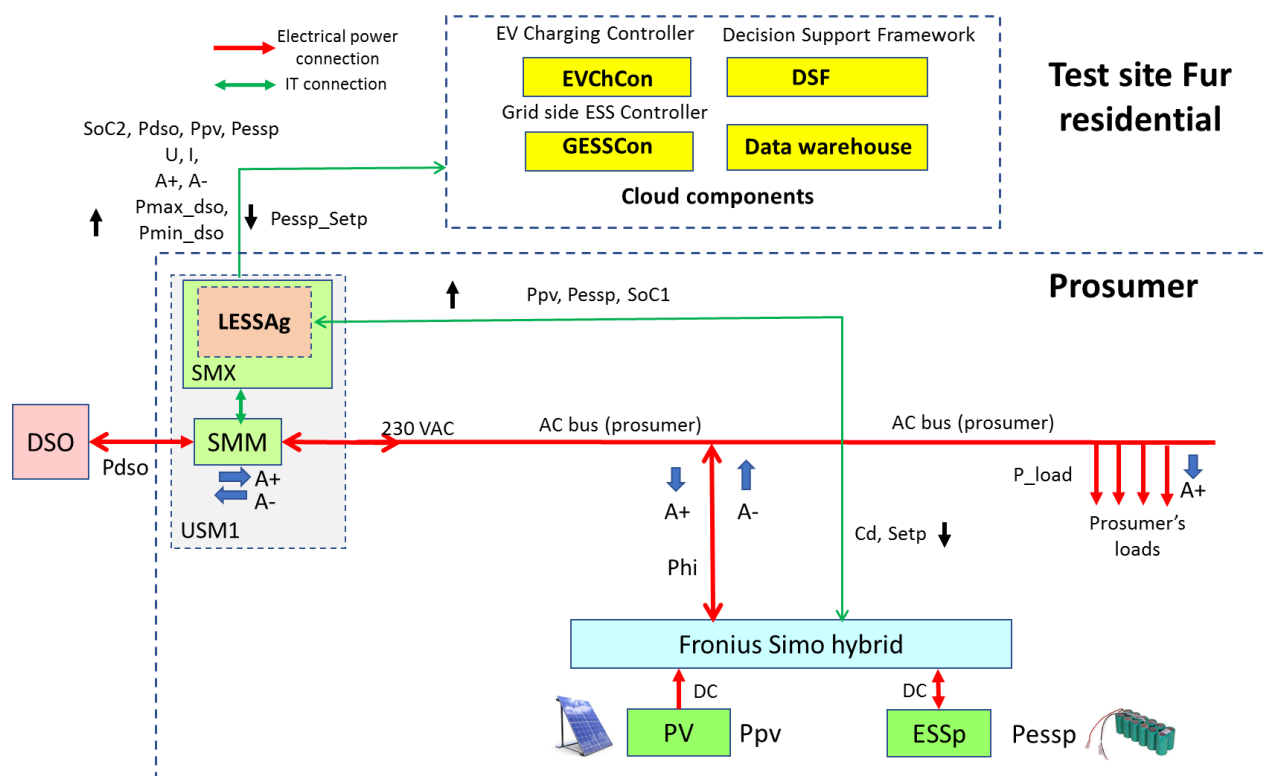 Electrical power
connection
IT connection
EV Charging Controller
Decision Support Framework
EVChCon
DSF
Grid side ESS Controller
GESSCon
Data warehouse
Cloud components
Test site Fur
residential
SoC2, Pdso, Ppv, Pessp
U, I,
A+, A-
Pmax_dso,
Pmin_dso
Pessp_Setp
Prosumer
LESSAg
SMX
Ppv, Pessp, SoC1
DSO
Pdso
SMM
A+
A-
USM1
230 VAC
AC bus (prosumer)
AC bus (prosumer)
A+
A-
Phi
Cd, Setp
P_load
A+
Prosumer's
loads
Fronius Simo hybrid
DC
DC
PV
Ppv
ESSp
Pessp